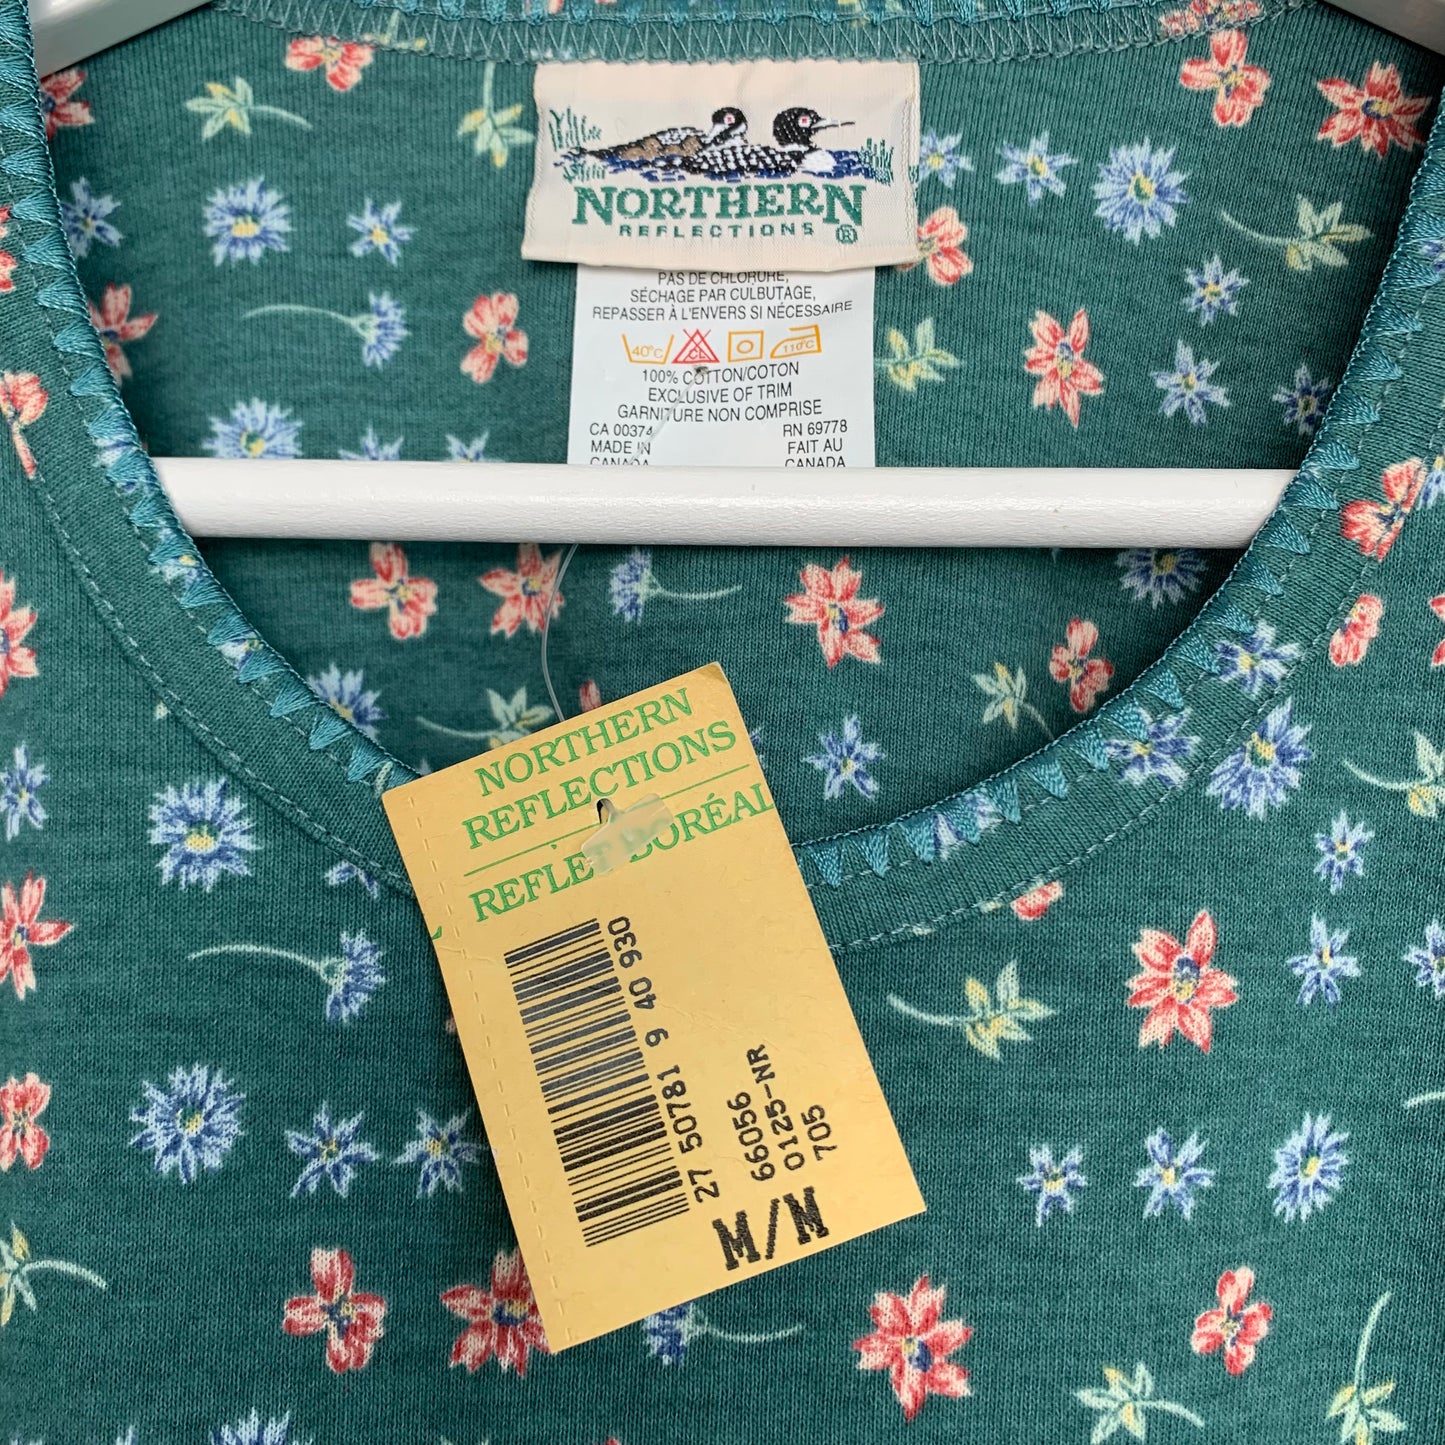 NORTHERN
REFLECTIONS ®
PAS DE CHLORURE,
SÉCHAGE PAR CULBUTAGE,
REPASSER À L'ENVERS SI NÉCESSAIRE
40°C CL 110°C
100% COTTON/COTON
EXCLUSIVE OF TRIM
GARNITURE NON COMPRISE
CA 00374 RN 69778
MADE IN FAIT AU
CANADA CANADA
NORTHERN
REFLECTIONS
REFLET BORÉAL
27 50781 9 40 930
66056
0125-NR
705
M/M